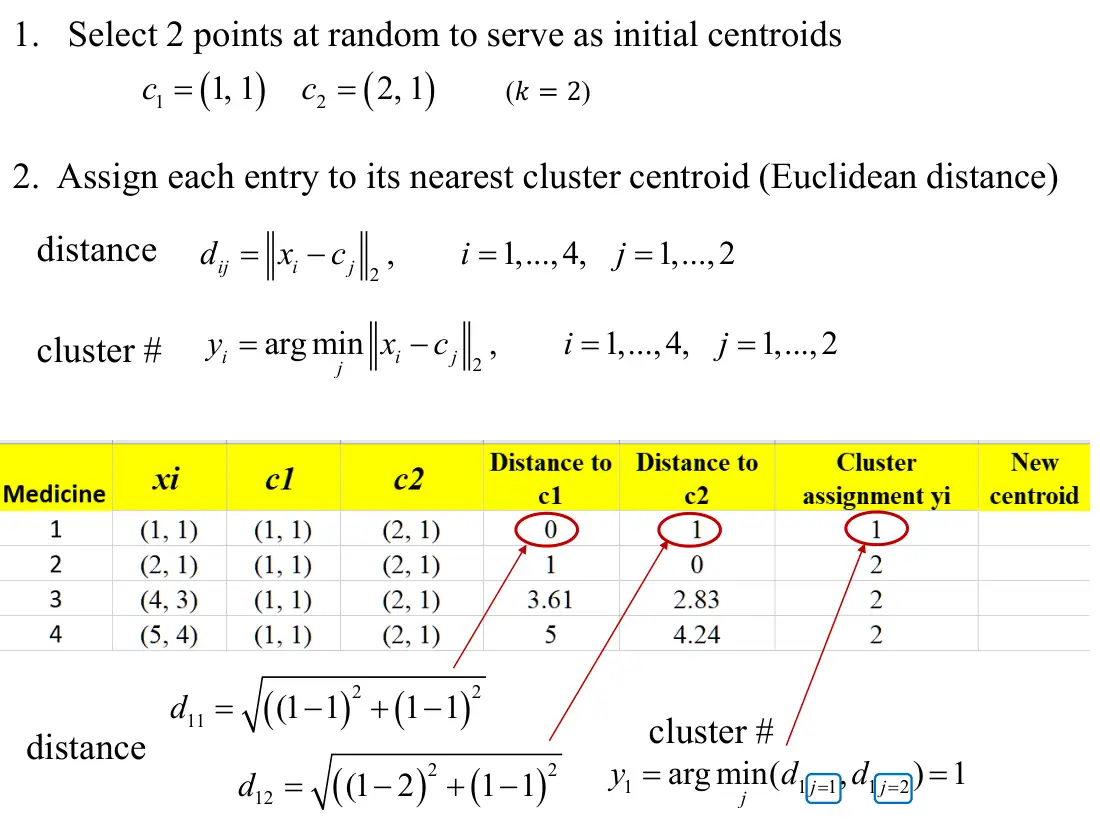 1. Select 2 points at random to serve as initial centroids
c₁ = (1, 1) c₂ = (2, 1) (k = 2)
2. Assign each entry to its nearest cluster centroid (Euclidean distance)
distance dᵢⱼ = ‖xᵢ − cⱼ‖₂, i = 1,...,4, j = 1,...,2
cluster # yᵢ = arg minⱼ ‖xᵢ − cⱼ‖₂, i = 1,...,4, j = 1,...,2
Medicine xi c1 c2 Distance to c1 Distance to c2 Cluster assignment yi New centroid
1 (1, 1) (1, 1) (2, 1) 0 1 1
2 (2, 1) (1, 1) (2, 1) 1 0 2
3 (4, 3) (1, 1) (2, 1) 3.61 2.83 2
4 (5, 4) (1, 1) (2, 1) 5 4.24 2
d₁₁ = √((1−1)² + (1−1)²
distance
d₁₂ = √((1−2)² + (1−1)²
cluster #
y₁ = arg minⱼ(d₁ⱼ₌₁, d₁ⱼ₌₂) = 1